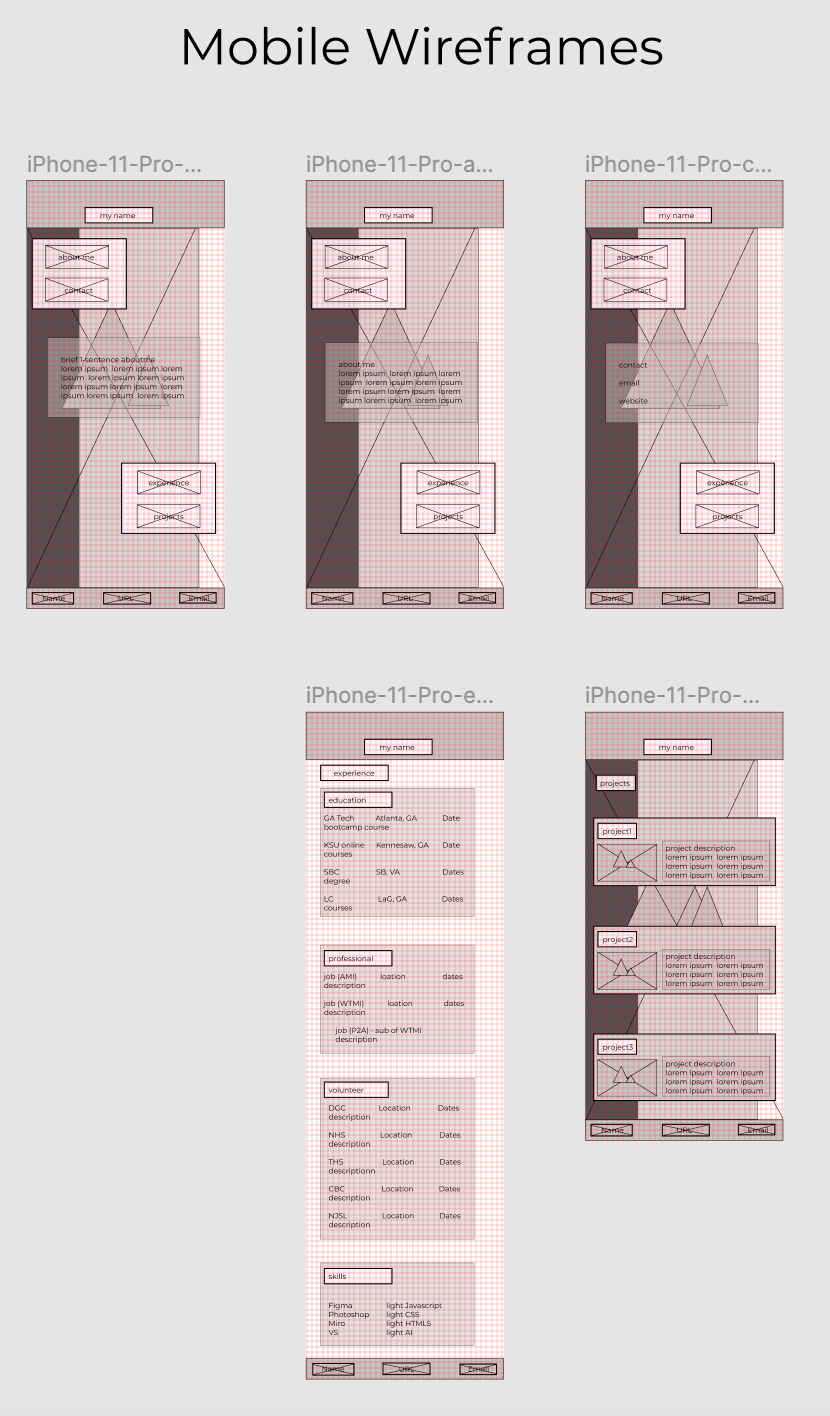 Mobile Wireframes
iPhone-11-Pro-...
my name
about me
contact
brief 1-sentence aboutme
lorem ipsum lorem ipsum lorem
ipsum lorem ipsum lorem ipsum
lorem ipsum lorem ipsum lorem
ipsum lorem ipsum lorem ipsum
experience
projects
Name URL Email
iPhone-11-Pro-a...
my name
about me
contact
about me
lorem ipsum lorem ipsum lorem
ipsum lorem ipsum lorem ipsum
lorem ipsum lorem ipsum lorem
ipsum lorem ipsum lorem ipsum
experience
projects
Name URL Email
iPhone-11-Pro-c...
my name
about me
contact
contact
email
website
experience
projects
Name URL Email
iPhone-11-Pro-e...
my name
experience
education
GA Tech Atlanta, GA Date
bootcamp course
KSU online Kennesaw, GA Date
courses
SBC SB, VA Dates
degree
LC LaG, GA Dates
courses
professional
job (AMI) loation dates
description
job (WTMI) loation dates
description
job (P2A) - sub of WTMI
description
volunteer
DGC Location Dates
description
NHS Location Dates
description
THS Location Dates
descriptionn
CBC Location Dates
description
NJSL Location Dates
description
skills
Figma light Javascript
Photoshop light CSS
Miro light HTML5
VS light AI
Name URL Email
iPhone-11-Pro-...
my name
projects
project1
project description
lorem ipsum lorem ipsum
lorem ipsum lorem ipsum
lorem ipsum lorem ipsum
project2
project description
lorem ipsum lorem ipsum
lorem ipsum lorem ipsum
lorem ipsum lorem ipsum
project3
project description
lorem ipsum lorem ipsum
lorem ipsum lorem ipsum
lorem ipsum lorem ipsum
Name URL Email